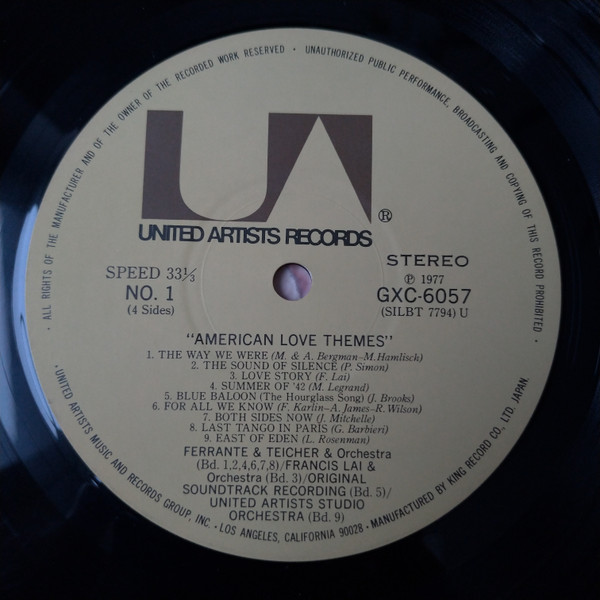 · ALL RIGHTS OF THE MANUFACTURER AND OF THE OWNER OF THE RECORDED WORK RESERVED · UNAUTHORIZED PUBLIC PERFORMANCE, BROADCASTING AND COPYING OF THIS RECORD PROHIBITED ·
UA
®
UNITED ARTISTS RECORDS
STEREO
SPEED 33⅓
℗ 1977
NO. 1
GXC-6057
(4 Sides)
(SILBT 7794) U
"AMERICAN LOVE THEMES"
1. THE WAY WE WERE (M. & A. Bergman–M.Hamlisch)
2. THE SOUND OF SILENCE (P. Simon)
3. LOVE STORY (F. Lai)
4. SUMMER OF '42 (M. Legrand)
5. BLUE BALOON (The Hourglass Song) (J. Brooks)
6. FOR ALL WE KNOW (F. Karlin–A. James–R. Wilson)
7. BOTH SIDES NOW (J. Mitchelle)
8. LAST TANGO IN PARIS (G. Barbieri)
9. EAST OF EDEN (L. Rosenman)
FERRANTE & TEICHER & Orchestra
(Bd. 1,2,4,6,7,8)/FRANCIS LAI &
Orchestra (Bd. 3)/ORIGINAL
SOUNDTRACK RECORDING (Bd. 5)/
UNITED ARTISTS STUDIO
ORCHESTRA (Bd. 9)
· UNITED ARTISTS MUSIC AND RECORDS GROUP, INC. · LOS ANGELES, CALIFORNIA 90028 · MANUFACTURED BY KING RECORD CO., LTD. JAPAN